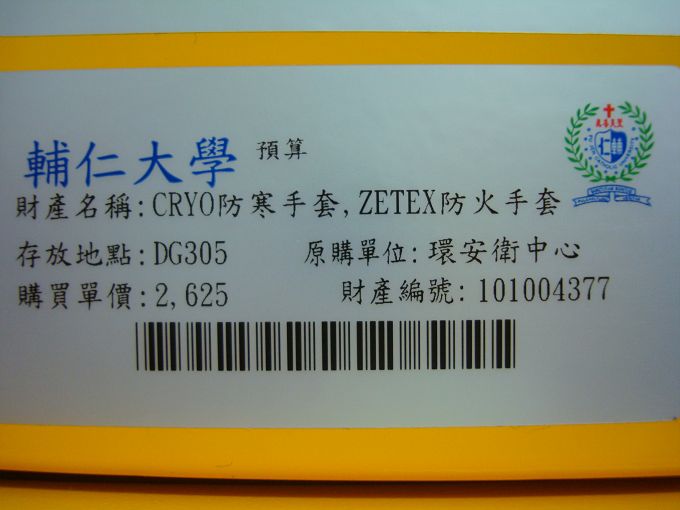 輔仁大學 預算
財產名稱:CRYO防寒手套,ZETEX防火手套
存放地點:DG305 原購單位:環安衛中心
購買單價:2,625 財產編號:101004377